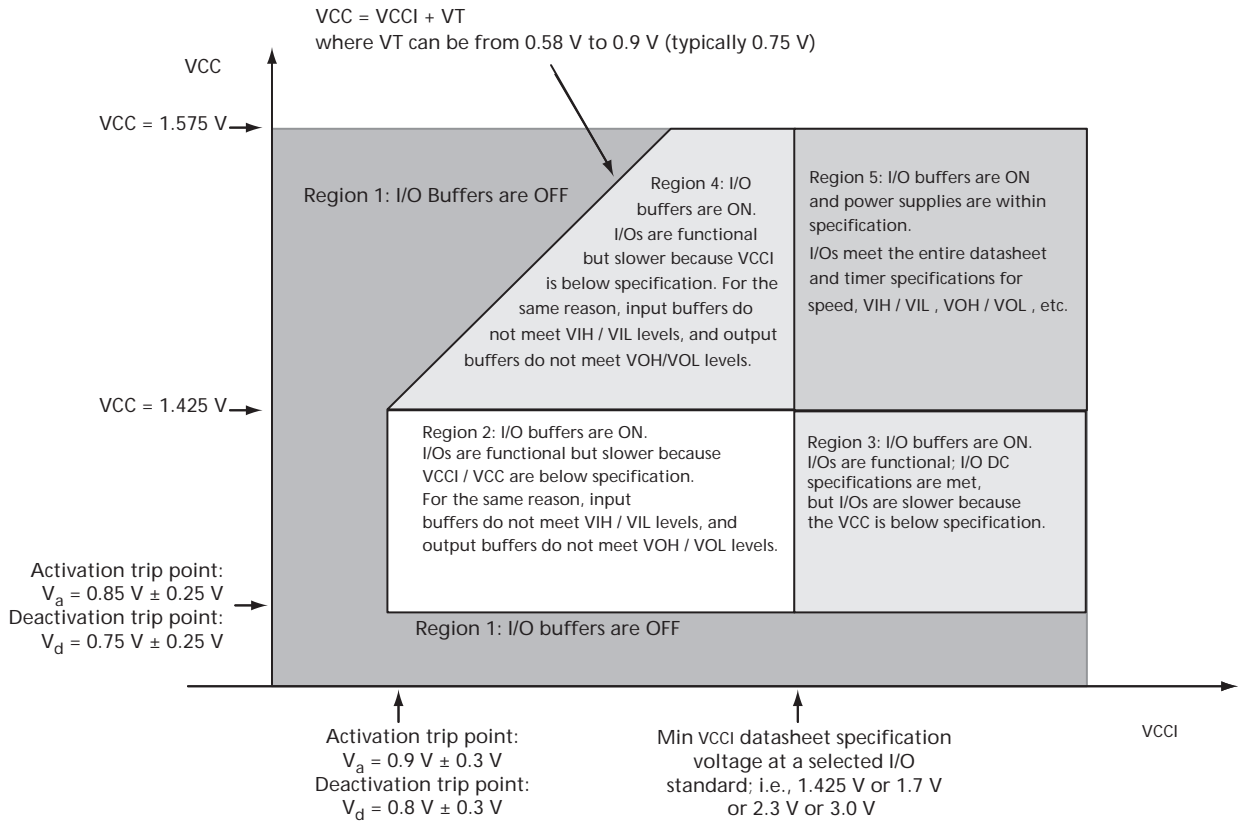 VCC = VCCI + VT
where VT can be from 0.58 V to 0.9 V (typically 0.75 V)
VCC
VCC = 1.575 V
Region 1: I/O Buffers are OFF
Region 4: I/O
buffers are ON.
I/Os are functional
but slower because VCCI
is below specification. For the
same reason, input buffers do
not meet VIH / VIL levels, and output
buffers do not meet VOH/VOL levels.
Region 5: I/O buffers are ON
and power supplies are within
specification.
I/Os meet the entire datasheet
and timer specifications for
speed, VIH / VIL , VOH / VOL , etc.
VCC = 1.425 V
Region 2: I/O buffers are ON.
I/Os are functional but slower because
VCCI / VCC are below specification.
For the same reason, input
buffers do not meet VIH / VIL levels, and
output buffers do not meet VOH / VOL levels.
Region 3: I/O buffers are ON.
I/Os are functional; I/O DC
specifications are met,
but I/Os are slower because
the VCC is below specification.
Activation trip point:
Va = 0.85 V ± 0.25 V
Deactivation trip point:
Vd = 0.75 V ± 0.25 V
Region 1: I/O buffers are OFF
Activation trip point:
Va = 0.9 V ± 0.3 V
Deactivation trip point:
Vd = 0.8 V ± 0.3 V
Min VCCI datasheet specification
voltage at a selected I/O
standard; i.e., 1.425 V or 1.7 V
or 2.3 V or 3.0 V
VCCI